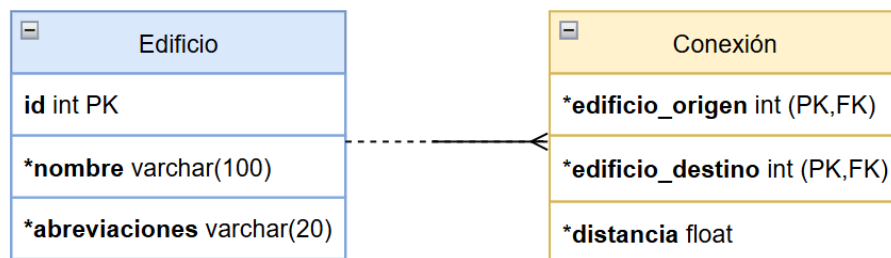 Edificio
id int PK
*nombre varchar(100)
*abreviaciones varchar(20)
Conexión
*edificio_origen int (PK,FK)
*edificio_destino int (PK,FK)
*distancia float